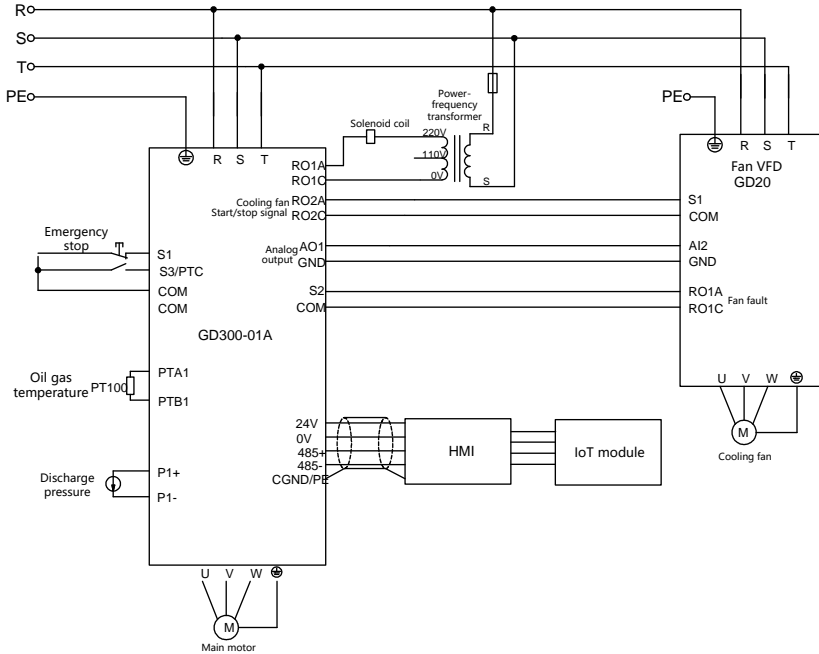 R
S
T
PE
Power-
frequency
transformer
Solenoid coil
220V
110V
0V
R
S
PE
R S T
RO1A
RO1C
Cooling fan
Start/stop signal
RO2A
RO2C
Analog
output
AO1
GND
S2
COM
Emergency
stop
S1
S3/PTC
COM
COM
GD300-01A
Oil gas
temperature
PT100
PTA1
PTB1
Discharge
pressure
P1+
P1-
24V
0V
485+
485-
CGND/PE
HMI
IoT module
U V W
M
Main motor
R S T
Fan VFD
GD20
S1
COM
AI2
GND
RO1A
RO1C
Fan fault
U V W
M
Cooling fan